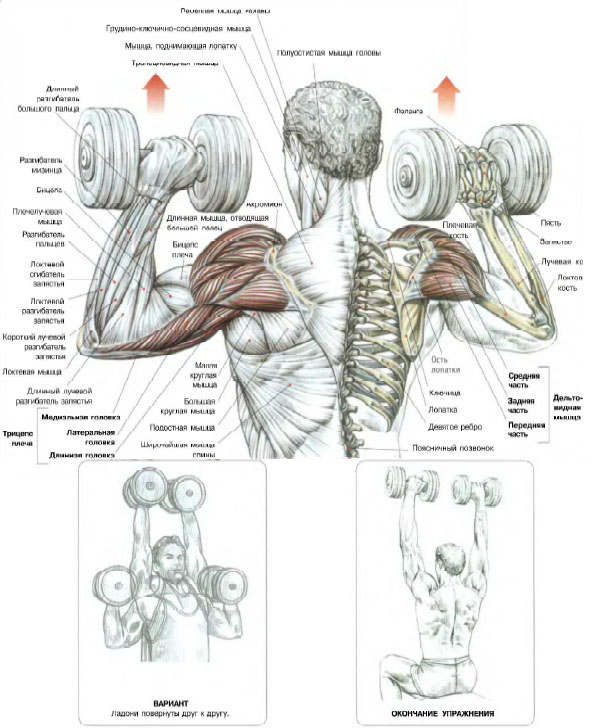 Ременная мышца головы
Грудино-ключично-сосцевидная мышца
Мышца, поднимающая лопатку
Трапециевидная мышца
Полуостистая мышца головы
Длинный
разгибатель
большого пальца
Фаланга
Разгибатель
мизинца
Бицепс
Плечелучевая
мышца
Разгибатель
пальцев
Локтевой
сгибатель
запястья
Локтевой
разгибатель
запястья
Короткий лучевой
разгибатель
запястья
Локтевая мышца
Длинный лучевой
разгибатель запястья
Акромион
Длинная мышца, отводящая
большой палец
Бицепс
плеча
Плечевая
кость
Пясть
Запястье
Лучевая ко
Локтев
кость
Малая
круглая
мышца
Большая
круглая мышца
Подостная мышца
Широчайшая мышца
спины
Ость
лопатки
Ключица
Лопатка
Девятое ребро
Поясничный позвонок
Средняя
часть
Задняя
часть
Передняя
часть
Дельто-
видная
мышца
Трицепс
плеча
Медиальная головка
Латеральная
головка
Длинная головка
ВАРИАНТ
Ладони повернуты друг к другу.
ОКОНЧАНИЕ УПРАЖНЕНИЯ